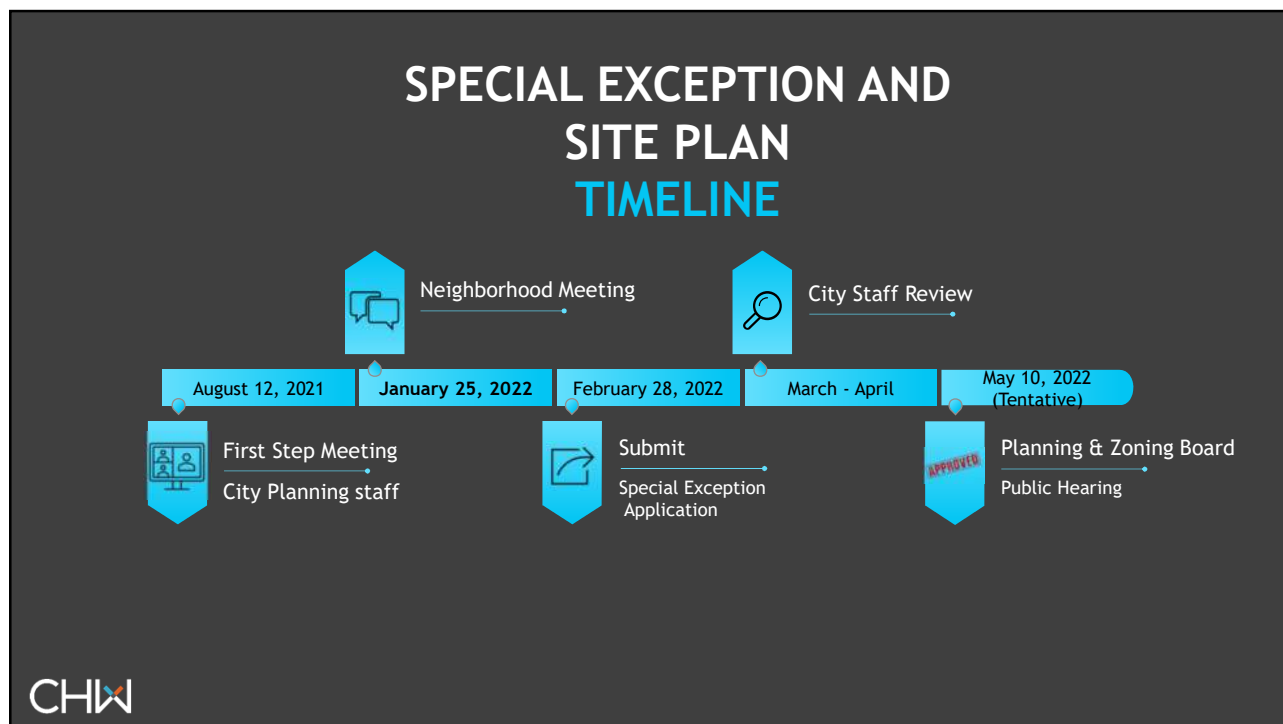 SPECIAL EXCEPTION AND
SITE PLAN
TIMELINE
Neighborhood Meeting
City Staff Review
August 12, 2021
January 25, 2022
February 28, 2022
March - April
May 10, 2022
(Tentative)
First Step Meeting
City Planning staff
Submit
Special Exception
Application
APPROVED
Planning & Zoning Board
Public Hearing
CHW